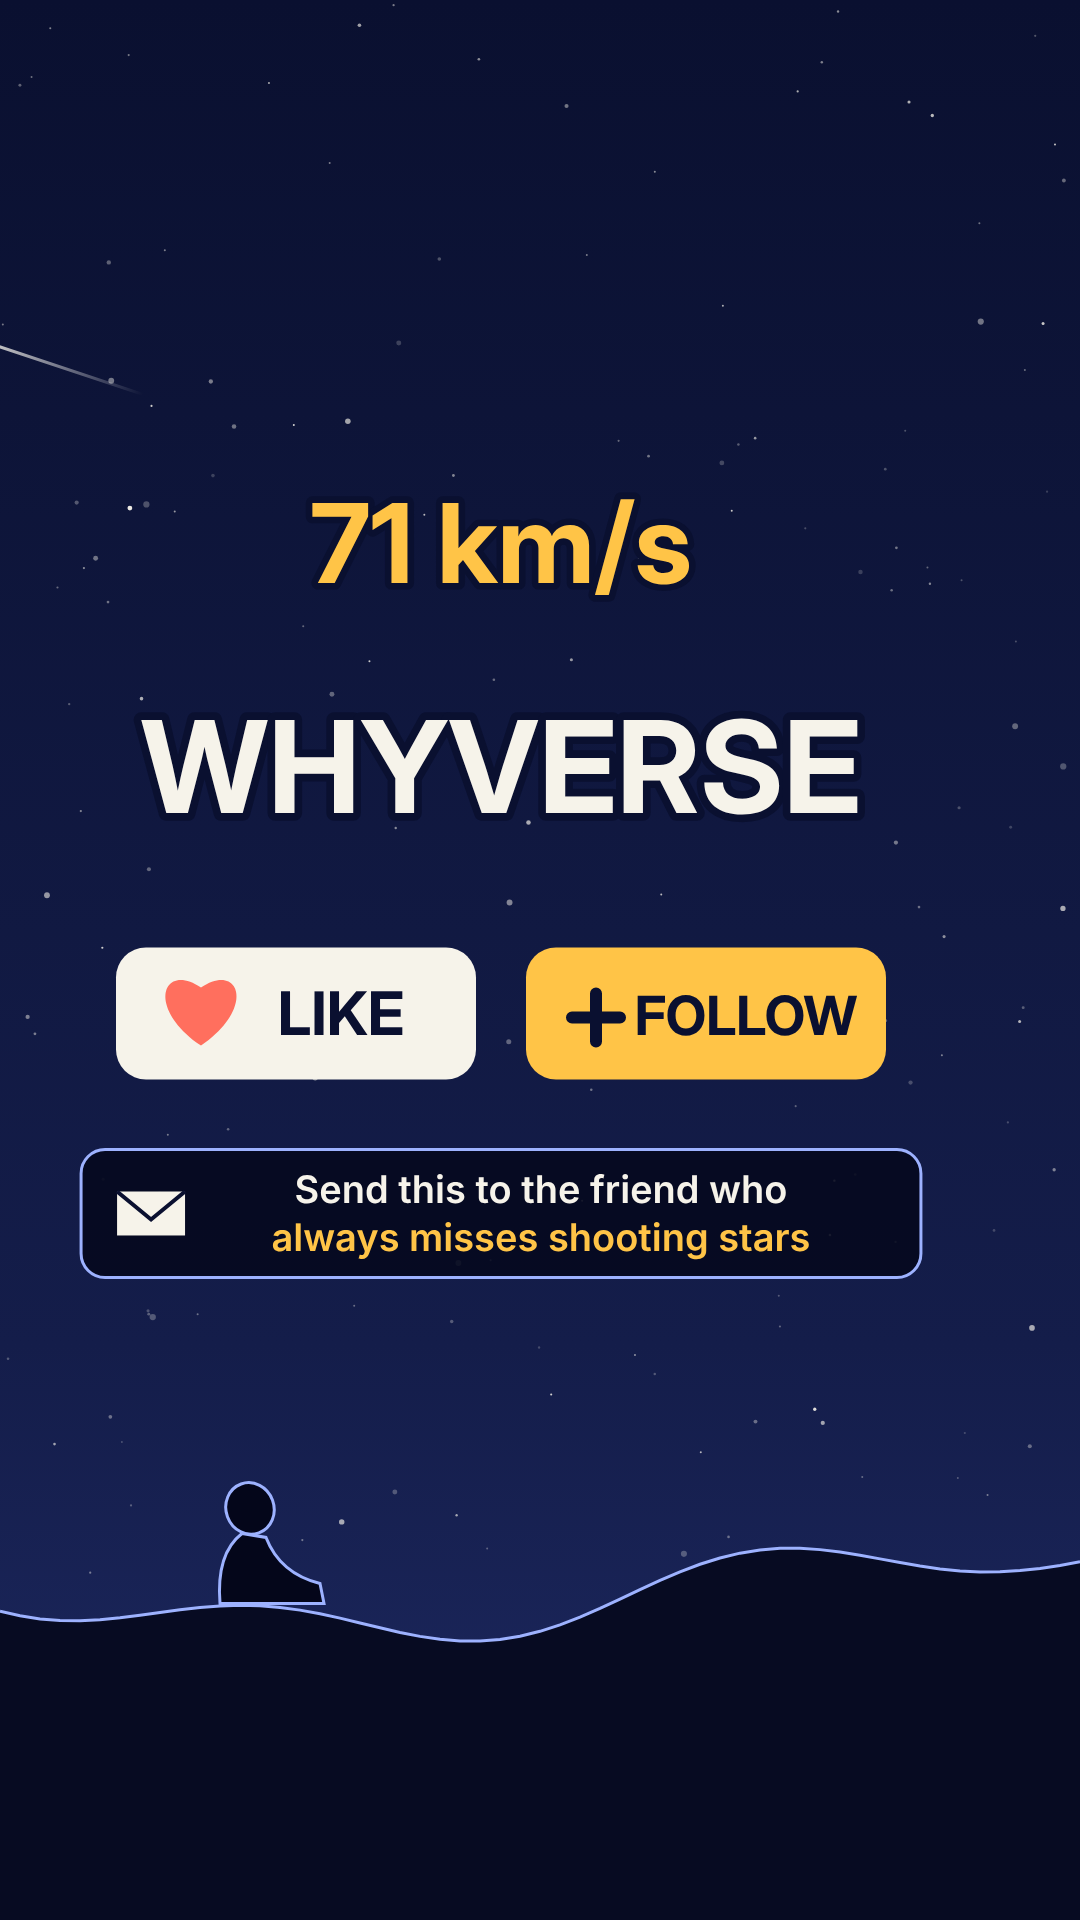 71 km/s
WHYVERSE
LIKE
FOLLOW
Send this to the friend who
always misses shooting stars